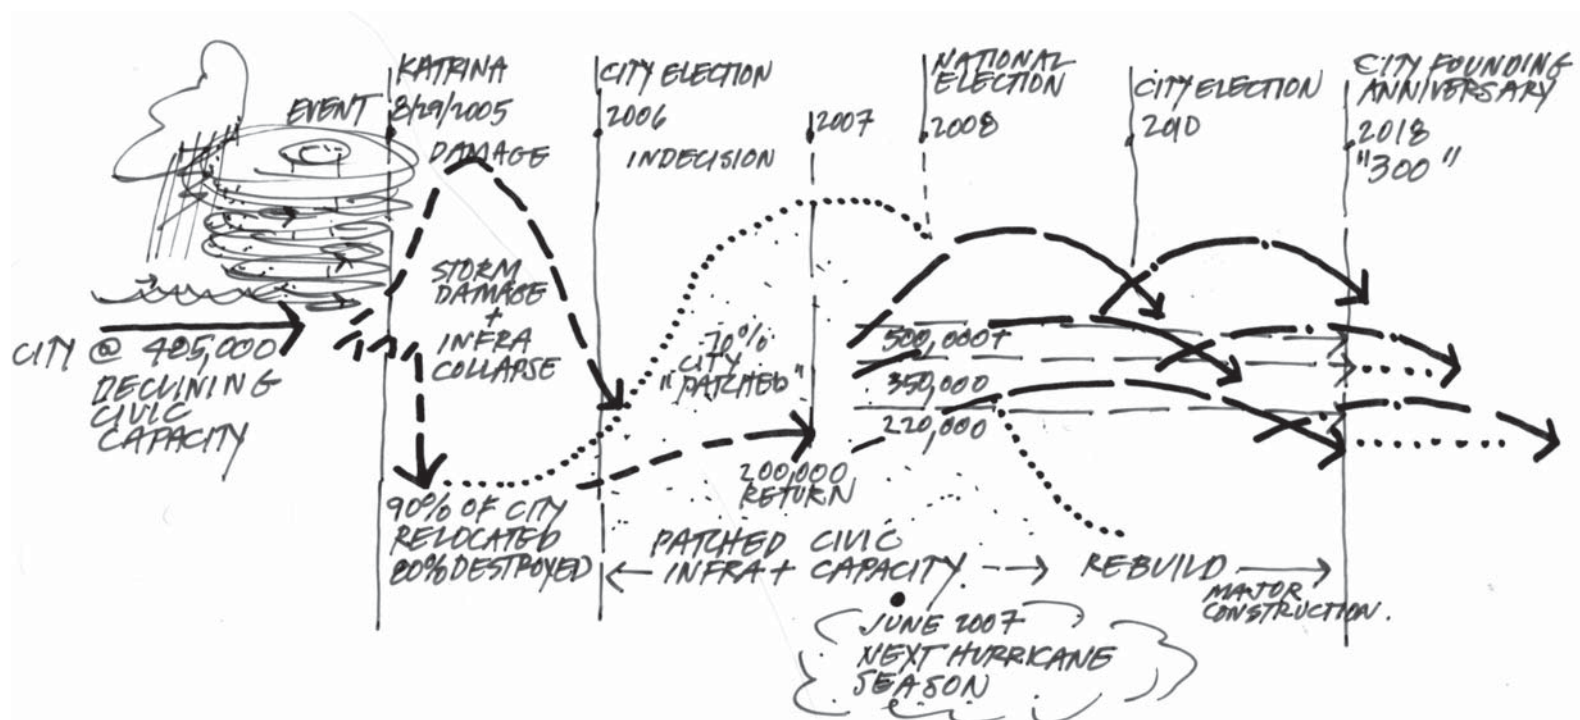 EVENT
KATRINA
8/29/2005
DAMAGE
CITY ELECTION
2006
INDECISION
2007
NATIONAL
ELECTION
2008
CITY ELECTION
2010
CITY FOUNDING
ANNIVERSARY
2018
"300"
STORM
DAMAGE
+
INFRA
COLLAPSE
CITY @ 485,000
DECLINING
CIVIC
CAPACITY
-70%
CITY
"PATCHED"
500,000+
350,000
220,000
200,000
RETURN
90% OF CITY
RELOCATED
80% DESTROYED
PATCHED CIVIC
INFRA + CAPACITY
REBUILD
MAJOR
CONSTRUCTION.
JUNE 2007
NEXT HURRICANE
SEASON